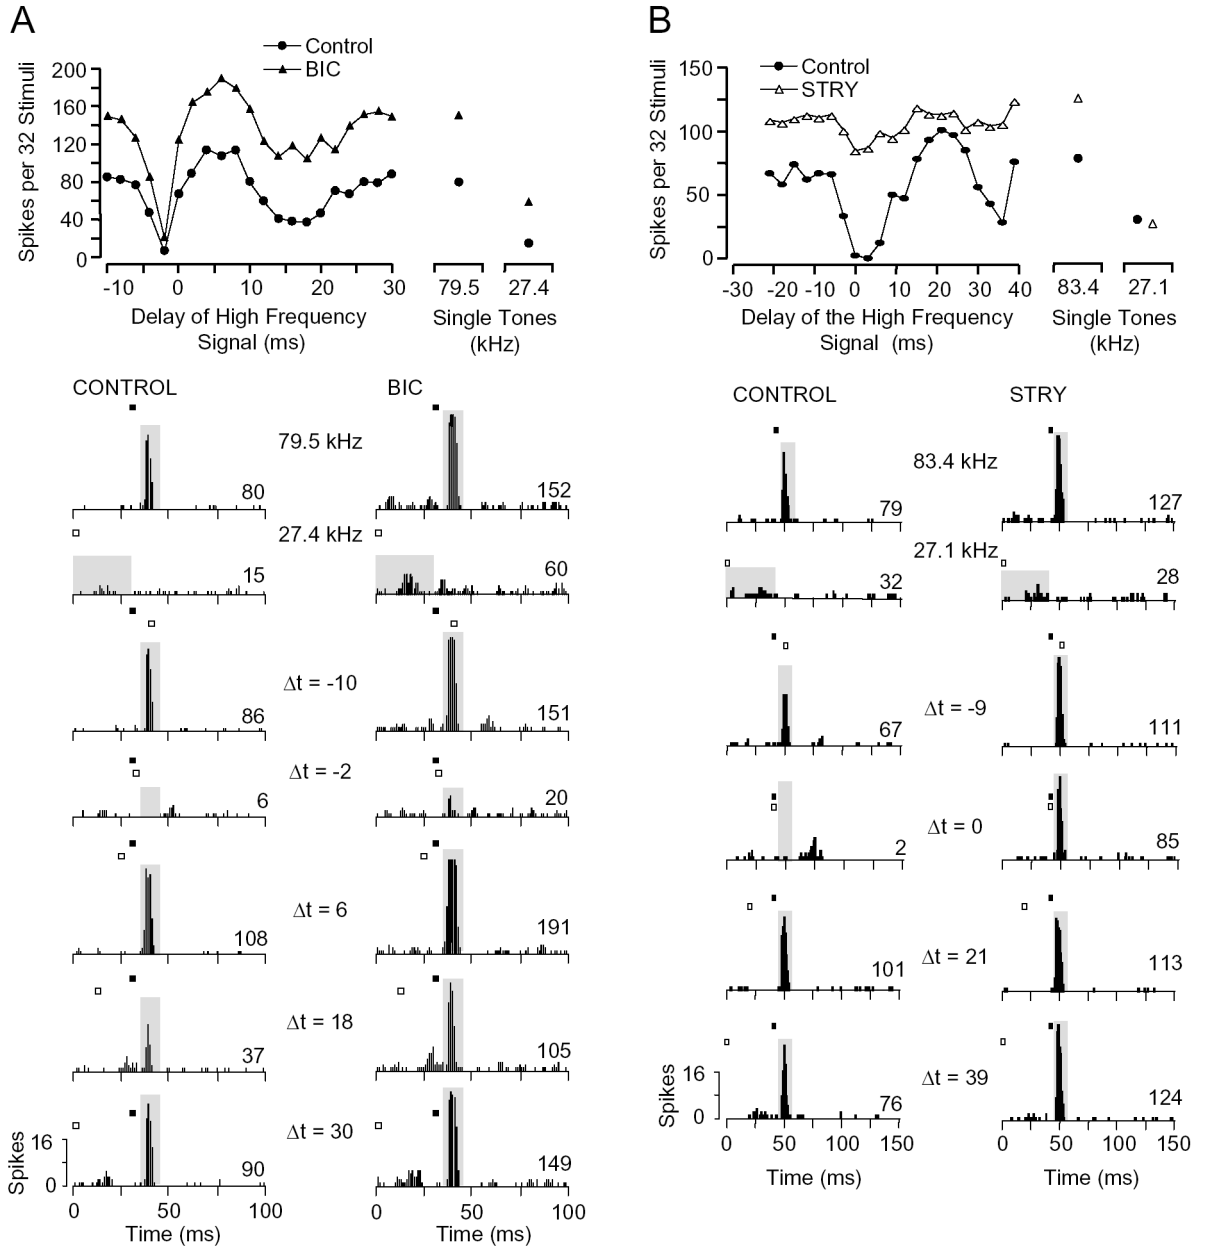 A
Control
BIC
Spikes per 32 Stimuli
200
160
120
80
40
0
-10 0 10 20 30 79.5 27.4
Delay of High Frequency Signal (ms)
Single Tones (kHz)
B
Control
STRY
Spikes per 32 Stimuli
150
100
50
0
-30 -20 -10 0 10 20 30 40 83.4 27.1
Delay of the High Frequency Signal (ms)
Single Tones (kHz)
CONTROL BIC
80 79.5 kHz 152
15 27.4 kHz 60
86 Δt = -10 151
6 Δt = -2 20
108 Δt = 6 191
37 Δt = 18 105
90 Δt = 30 149
Spikes
16
0
0 50 100 0 50 100
Time (ms) Time (ms)
CONTROL STRY
79 83.4 kHz 127
32 27.1 kHz 28
67 Δt = -9 111
2 Δt = 0 85
101 Δt = 21 113
76 Δt = 39 124
Spikes
16
0
0 50 100 150 0 50 100 150
Time (ms) Time (ms)